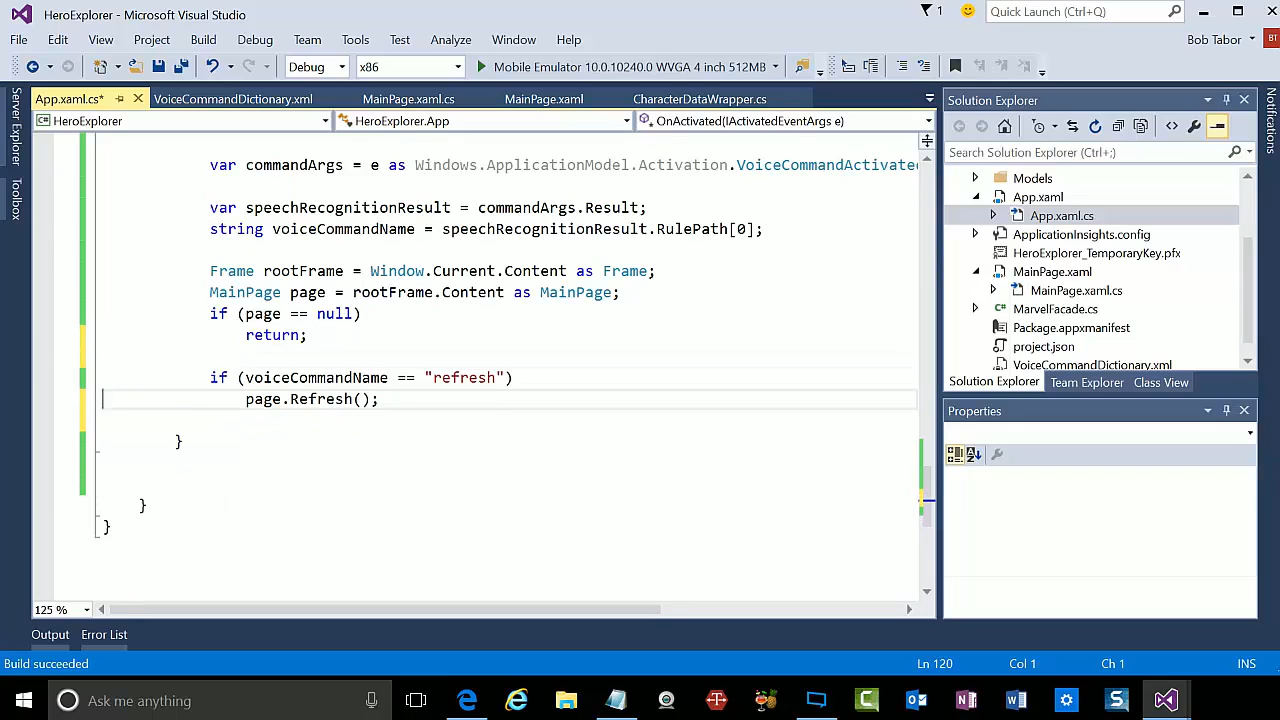 HeroExplorer - Microsoft Visual Studio
1
Quick Launch (Ctrl+Q)
File Edit View Project Build Debug Team Tools Test Analyze Window Help
Bob Tabor
BT
Debug x86 Mobile Emulator 10.0.10240.0 WVGA 4 inch 512MB
Server Explorer
Toolbox
App.xaml.cs* VoiceCommandDictionary.xml MainPage.xaml.cs MainPage.xaml CharacterDataWrapper.cs
HeroExplorer HeroExplorer.App OnActivated(IActivatedEventArgs e)
var commandArgs = e as Windows.ApplicationModel.Activation.VoiceCommandActivate
var speechRecognitionResult = commandArgs.Result;
string voiceCommandName = speechRecognitionResult.RulePath[0];
Frame rootFrame = Window.Current.Content as Frame;
MainPage page = rootFrame.Content as MainPage;
if (page == null)
return;
if (voiceCommandName == "refresh")
page.Refresh();
}
}
}
125 %
Output Error List
Solution Explorer
Search Solution Explorer (Ctrl+;)
Models
App.xaml
App.xaml.cs
ApplicationInsights.config
HeroExplorer_TemporaryKey.pfx
MainPage.xaml
MainPage.xaml.cs
MarvelFacade.cs
Package.appxmanifest
project.json
VoiceCommandDictionary.xml
Solution Explorer Team Explorer Class View
Properties
Notifications
Build succeeded Ln 120 Col 1 Ch 1 INS
Ask me anything